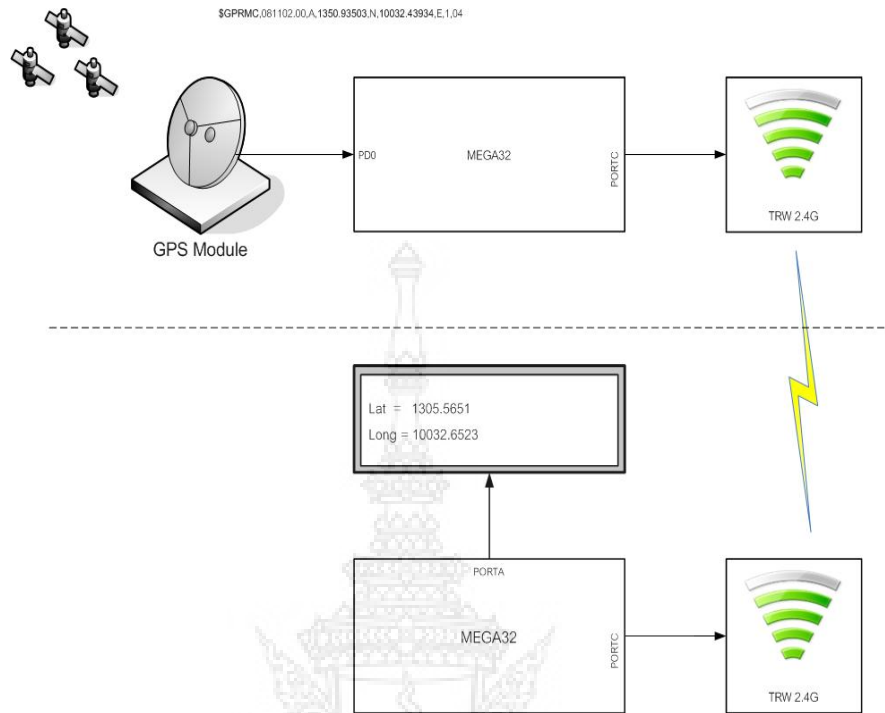 $GPRMC,081102.00,A,1350.93503,N,10032.43934,E,1,04
PD0
MEGA32
PORTC
TRW 2.4G
GPS Module
Lat = 1305.5651
Long = 10032.6523
PORTA
MEGA32
PORTC
TRW 2.4G